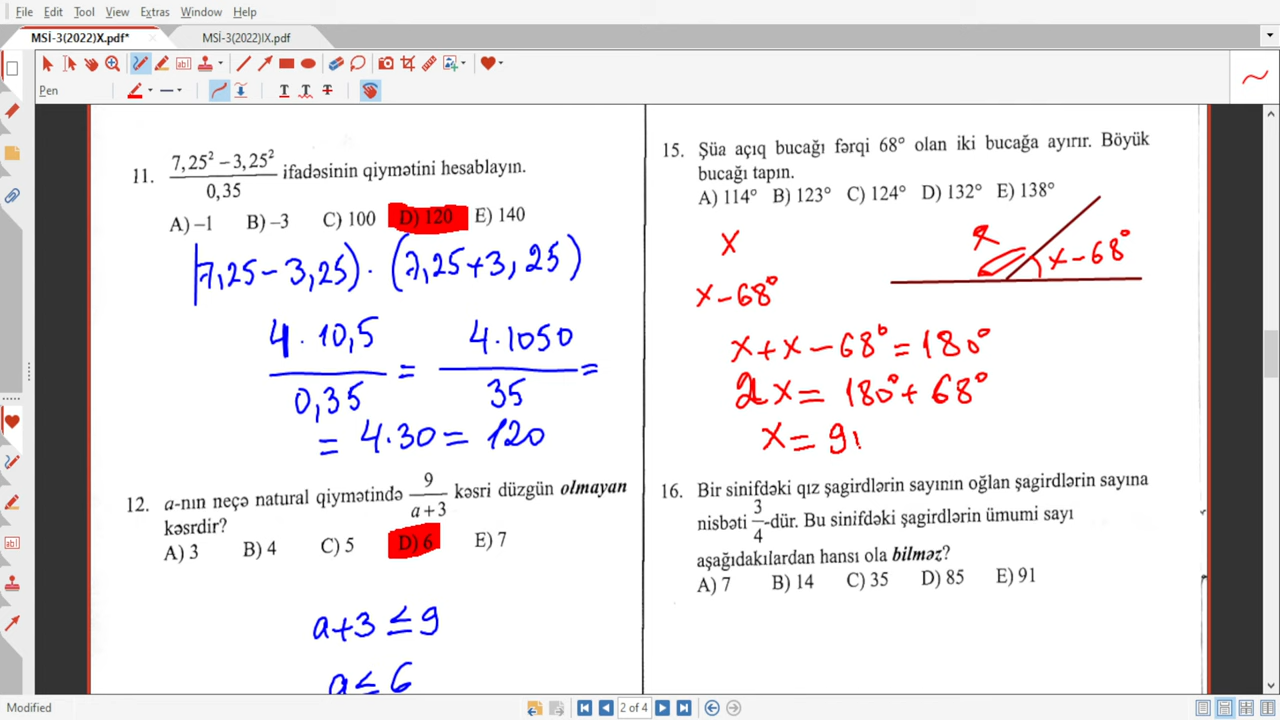 File Edit Tool View Extras Window Help
MSİ-3(2022)X.pdf* MSİ-3(2022)IX.pdf
Pen
11. 7,25² – 3,25² / 0,35 ifadəsinin qiymətini hesablayın.
A) –1 B) –3 C) 100 D) 120 E) 140
(7,25 – 3,25) · (7,25 + 3,25)
4 · 10,5 / 0,35 = 4 · 1050 / 35 =
= 4 · 30 = 120
12. a-nın neçə natural qiymətində 9 / a + 3 kəsri düzgün olmayan
kəsrdir?
A) 3 B) 4 C) 5 D) 6 E) 7
a + 3 ≤ 9
a ≤ 6
15. Şüa açıq bucağı fərqi 68° olan iki bucağa ayırır. Böyük
bucağı tapın.
A) 114° B) 123° C) 124° D) 132° E) 138°
x
x – 68°
x
x – 68°
x + x – 68° = 180°
2x = 180° + 68°
x = 91
16. Bir sinifdəki qız şagirdlərin sayının oğlan şagirdlərin sayına
nisbəti 3/4-dür. Bu sinifdəki şagirdlərin ümumi sayı
aşağıdakılardan hansı ola bilməz?
A) 7 B) 14 C) 35 D) 85 E) 91
Modified 2 of 4